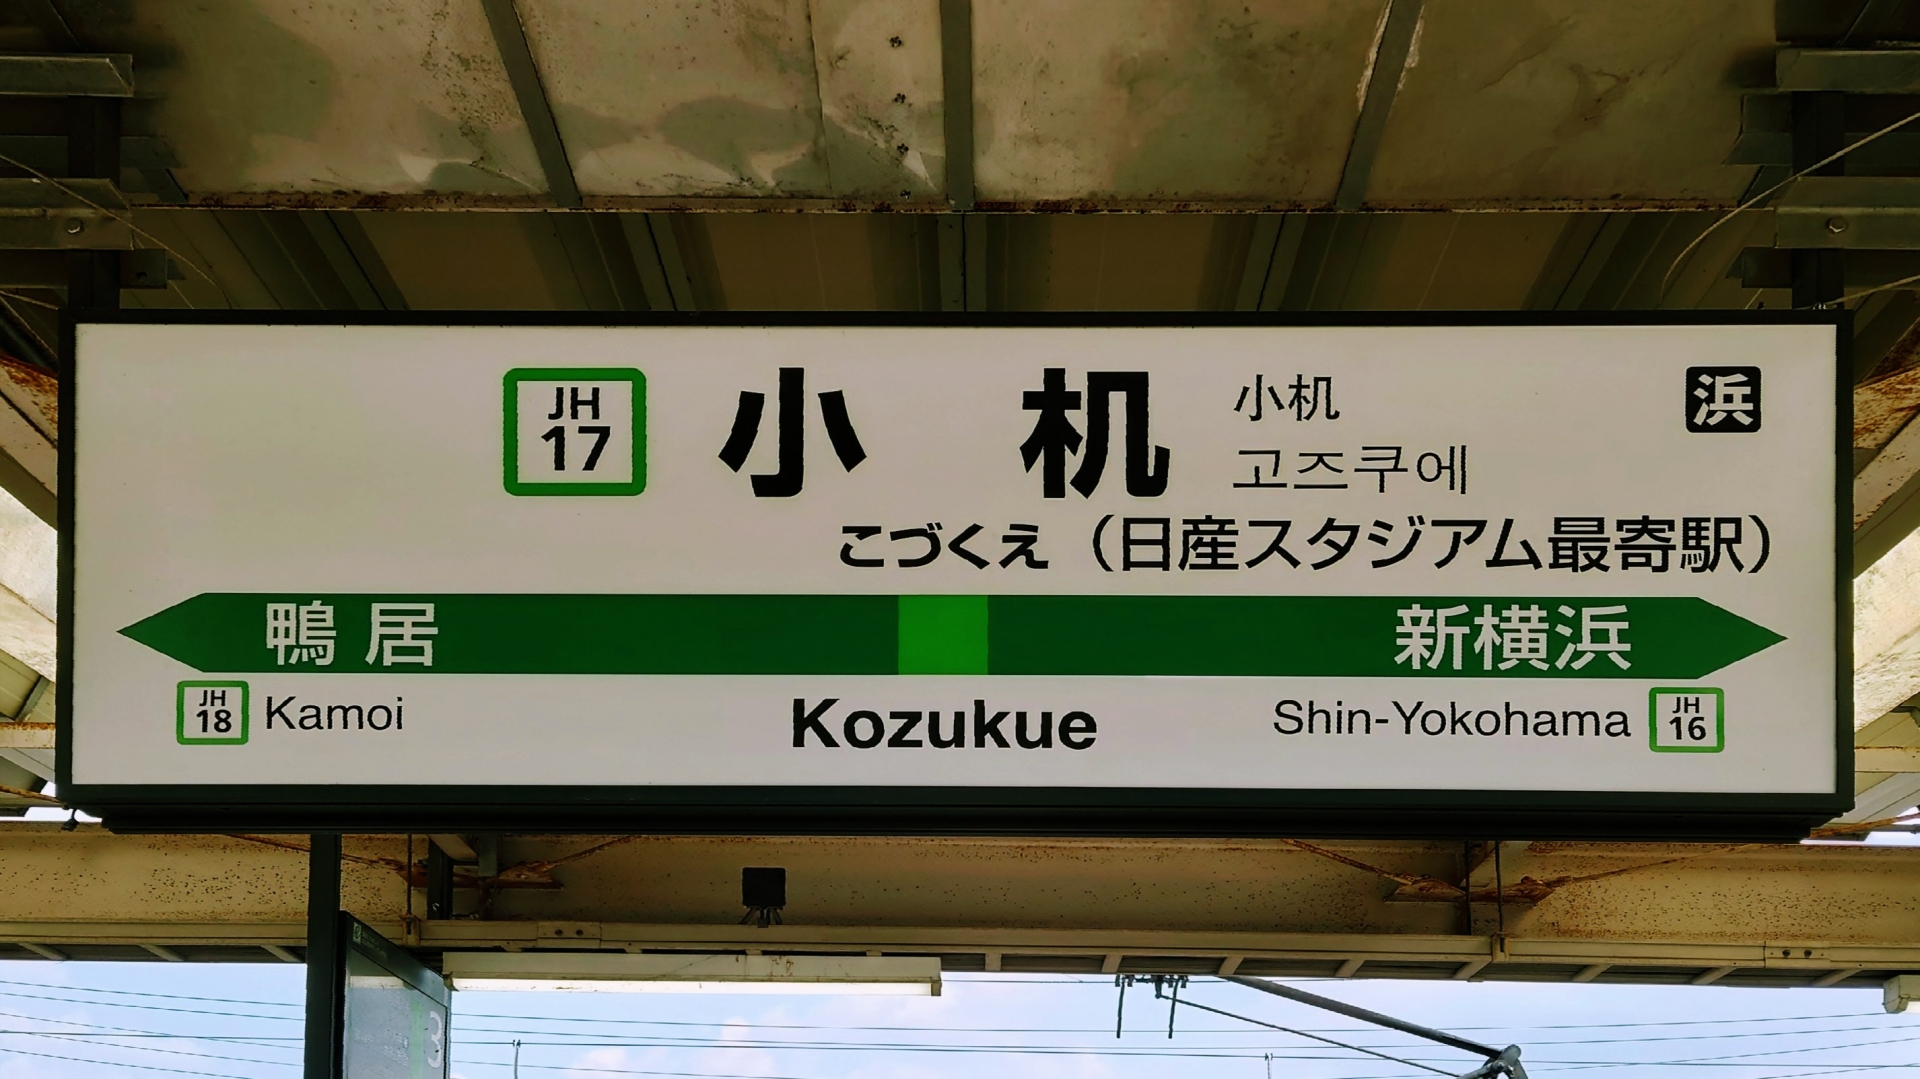 JH
17
小机
小机
고즈쿠에
浜
こづくえ（日産スタジアム最寄駅）
鴨居
新横浜
JH
18
Kamoi
Kozukue
Shin-Yokohama
JH
16
3